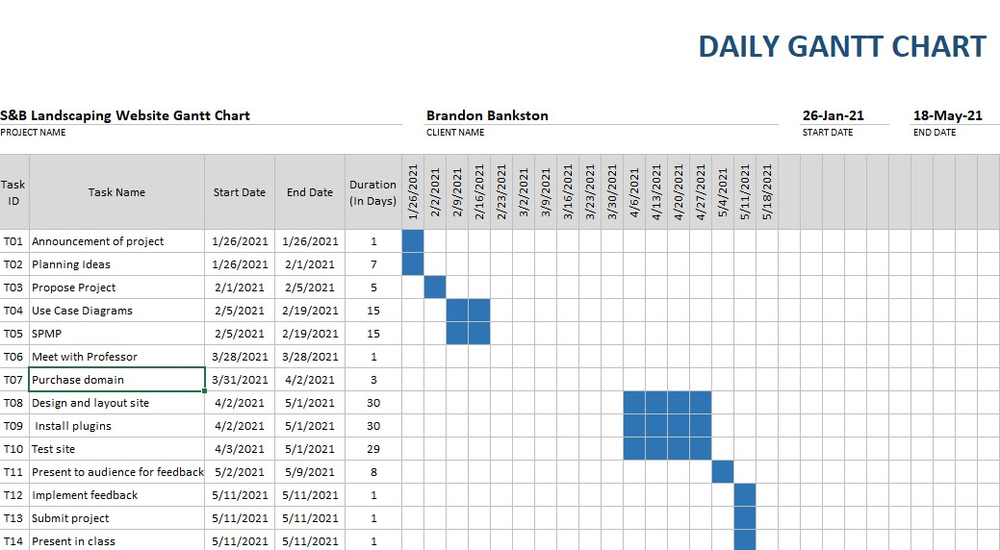 DAILY GANTT CHART
S&B Landscaping Website Gantt Chart Brandon Bankston 26-Jan-21 18-May-21
PROJECT NAME CLIENT NAME START DATE END DATE
Task ID Task Name Start Date End Date Duration (In Days) 1/26/2021 2/2/2021 2/9/2021 2/16/2021 2/23/2021 3/2/2021 3/9/2021 3/16/2021 3/23/2021 3/30/2021 4/6/2021 4/13/2021 4/20/2021 4/27/2021 5/4/2021 5/11/2021 5/18/2021
T01 Announcement of project 1/26/2021 1/26/2021 1
T02 Planning Ideas 1/26/2021 2/1/2021 7
T03 Propose Project 2/1/2021 2/5/2021 5
T04 Use Case Diagrams 2/5/2021 2/19/2021 15
T05 SPMP 2/5/2021 2/19/2021 15
T06 Meet with Professor 3/28/2021 3/28/2021 1
T07 Purchase domain 3/31/2021 4/2/2021 3
T08 Design and layout site 4/2/2021 5/1/2021 30
T09 Install plugins 4/2/2021 5/1/2021 30
T10 Test site 4/3/2021 5/1/2021 29
T11 Present to audience for feedback 5/2/2021 5/9/2021 8
T12 Implement feedback 5/11/2021 5/11/2021 1
T13 Submit project 5/11/2021 5/11/2021 1
T14 Present in class 5/11/2021 5/11/2021 1